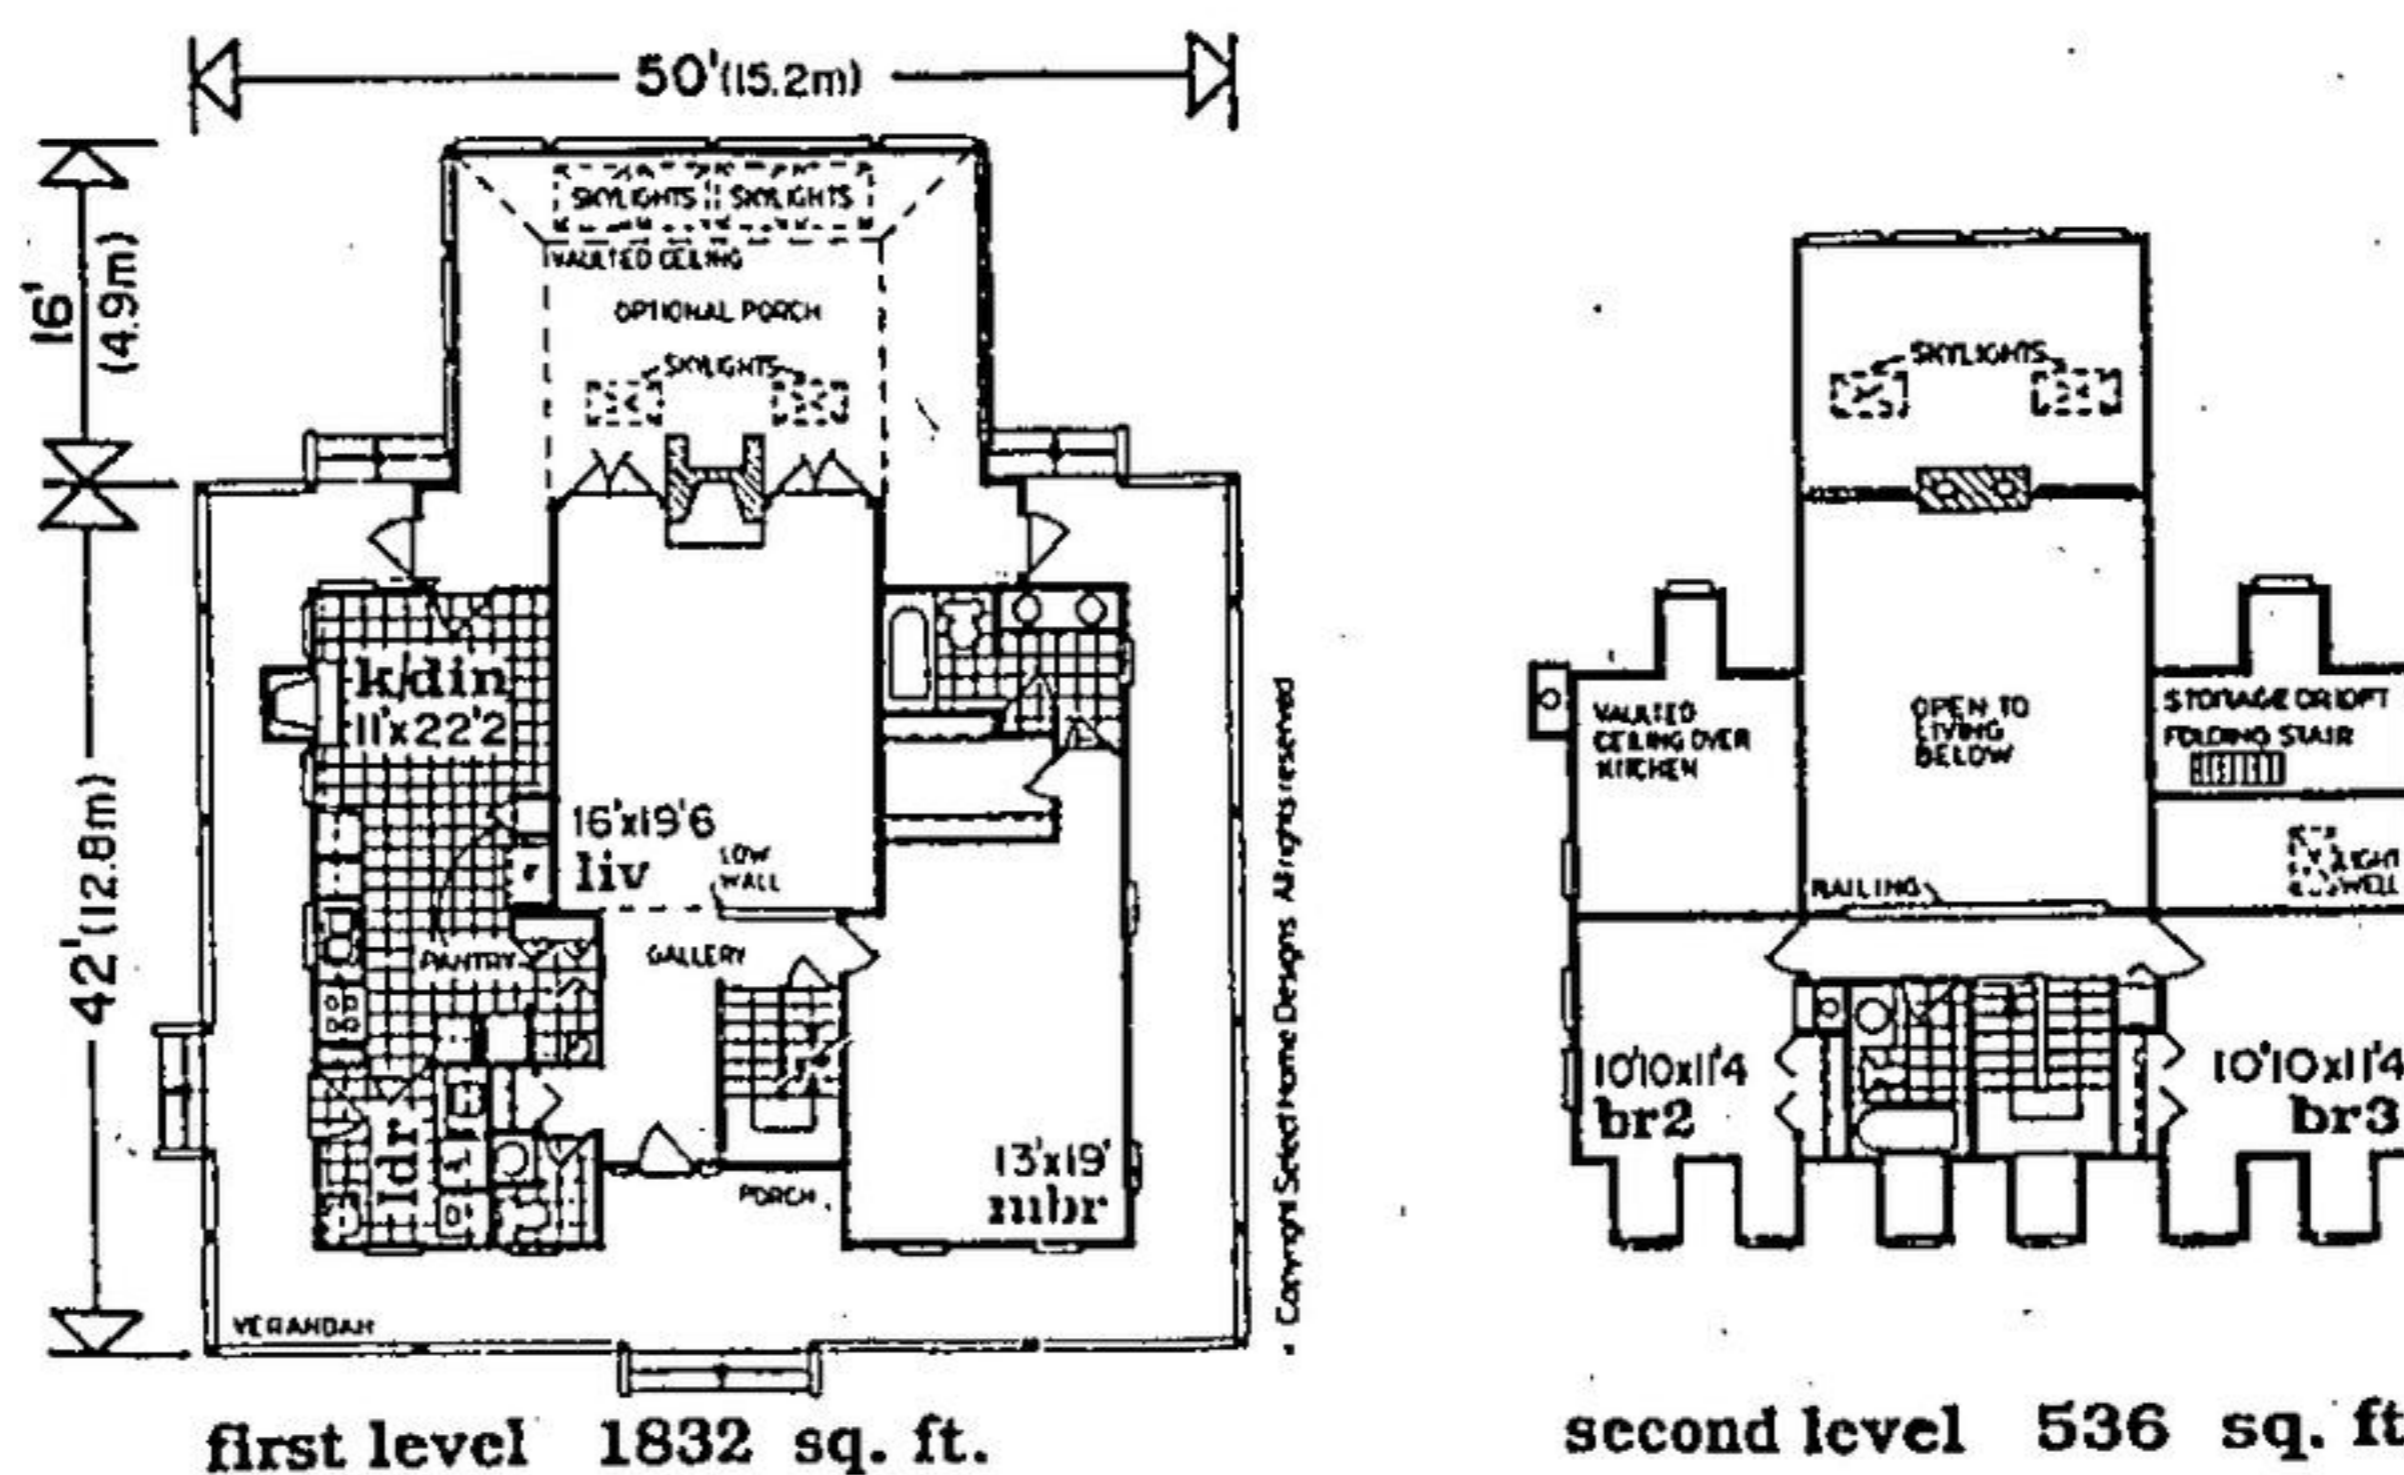 50'(15.2m)
16'
(4.9m)
SKYLIGHTS SKYLIGHTS
VAULTED CEILING
OPTIONAL PORCH
SKYLIGHTS
42'(12.8m)
k/din
11'x22'2
16'x19'6
liv
LOW
WALL
PANTRY
GALLERY
ldr
PORCH
13'x19'
mbr
VERANDAH
Copyright Select Home Designs All rights reserved
first level 1832 sq. ft.
SKYLIGHTS
VAULTED
CEILING OVER
KITCHEN
OPEN TO
LIVING
BELOW
STORAGE OR LOFT
FOLDING STAIR
LIGHT
WELL
RAILING
10'10x11'4
br2
10'10x11'4
br3
second level 536 sq. ft